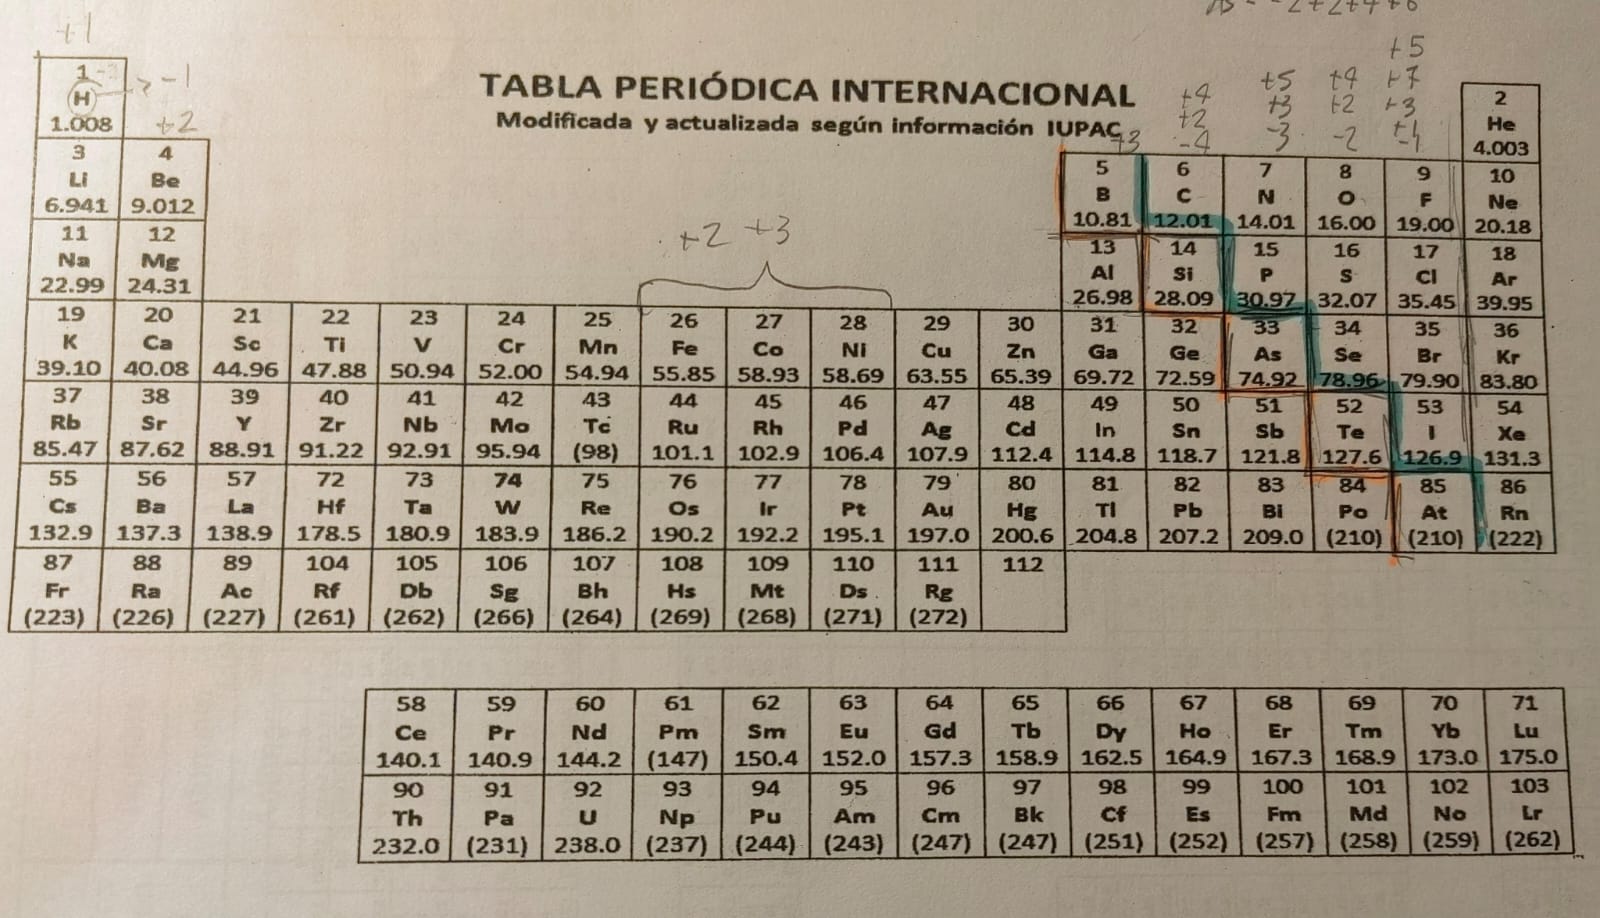 +1
+5
+5 +4 +7
+4 +3 +2 +3
+2 -3 -2
+3 -4
TABLA PERIÓDICA INTERNACIONAL
Modificada y actualizada según información IUPAC
-1
+2
+2 +3
1 2
H He
1.008 4.003
3 4 5 6 7 8 9 10
Li Be B C N O F Ne
6.941 9.012 10.81 12.01 14.01 16.00 19.00 20.18
11 12 13 14 15 16 17 18
Na Mg Al Si P S Cl Ar
22.99 24.31 26.98 28.09 30.97 32.07 35.45 39.95
19 20 21 22 23 24 25 26 27 28 29 30 31 32 33 34 35 36
K Ca Sc Ti V Cr Mn Fe Co Ni Cu Zn Ga Ge As Se Br Kr
39.10 40.08 44.96 47.88 50.94 52.00 54.94 55.85 58.93 58.69 63.55 65.39 69.72 72.59 74.92 78.96 79.90 83.80
37 38 39 40 41 42 43 44 45 46 47 48 49 50 51 52 53 54
Rb Sr Y Zr Nb Mo Tc Ru Rh Pd Ag Cd In Sn Sb Te I Xe
85.47 87.62 88.91 91.22 92.91 95.94 (98) 101.1 102.9 106.4 107.9 112.4 114.8 118.7 121.8 127.6 126.9 131.3
55 56 57 72 73 74 75 76 77 78 79 80 81 82 83 84 85 86
Cs Ba La Hf Ta W Re Os Ir Pt Au Hg Tl Pb Bi Po At Rn
132.9 137.3 138.9 178.5 180.9 183.9 186.2 190.2 192.2 195.1 197.0 200.6 204.8 207.2 209.0 (210) (210) (222)
87 88 89 104 105 106 107 108 109 110 111 112
Fr Ra Ac Rf Db Sg Bh Hs Mt Ds Rg
(223) (226) (227) (261) (262) (266) (264) (269) (268) (271) (272)
58 59 60 61 62 63 64 65 66 67 68 69 70 71
Ce Pr Nd Pm Sm Eu Gd Tb Dy Ho Er Tm Yb Lu
140.1 140.9 144.2 (147) 150.4 152.0 157.3 158.9 162.5 164.9 167.3 168.9 173.0 175.0
90 91 92 93 94 95 96 97 98 99 100 101 102 103
Th Pa U Np Pu Am Cm Bk Cf Es Fm Md No Lr
232.0 (231) 238.0 (237) (244) (243) (247) (247) (251) (252) (257) (258) (259) (262)